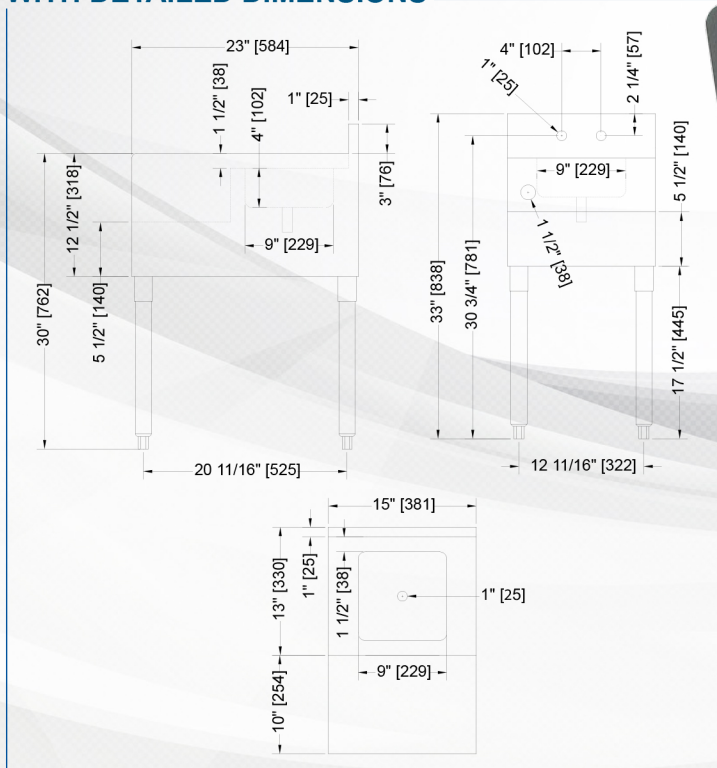 WITH DETAILED DIMENSIONS
23" [584]
1 1/2" [38]
4" [102]
1" [25]
3" [76]
12 1/2" [318]
9" [229]
5 1/2" [140]
30" [762]
20 11/16" [525]
4" [102]
1" [25]
2 1/4" [57]
9" [229]
5 1/2" [140]
1 1/2" [38]
33" [838]
30 3/4" [781]
17 1/2" [445]
12 11/16" [322]
15" [381]
1" [25]
13" [330]
1 1/2" [38]
1" [25]
9" [229]
10" [254]